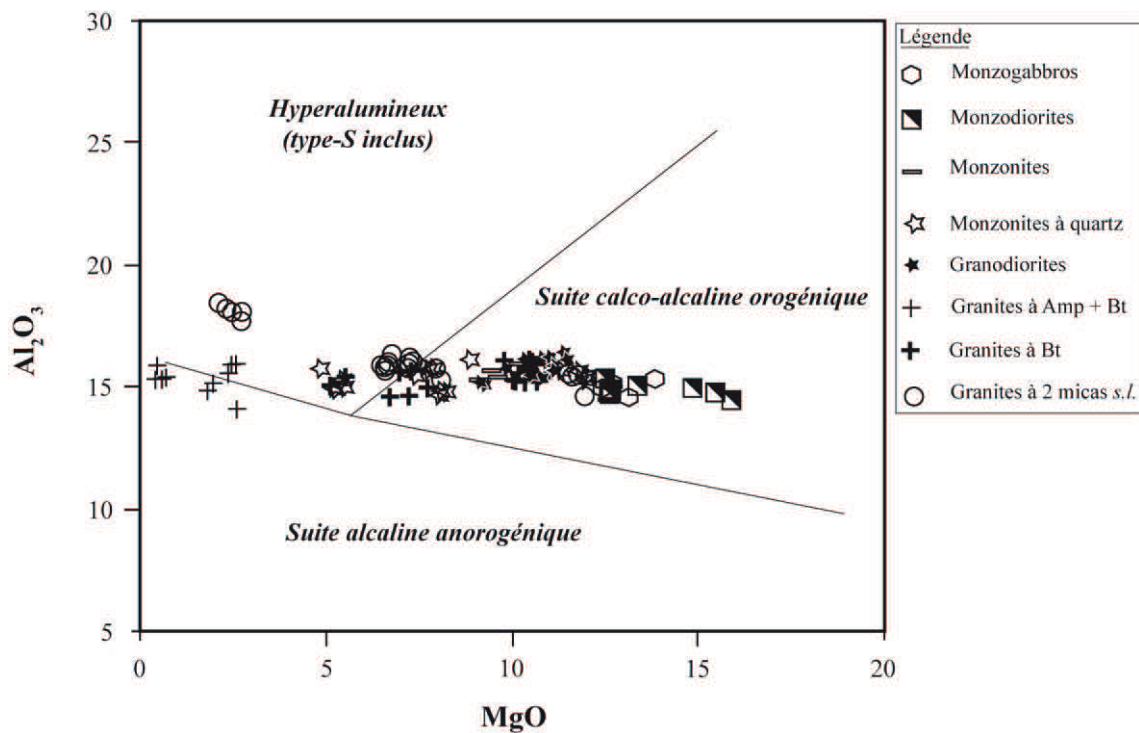 30
25
20
15
10
5
Al2O3
0
5
10
15
20
MgO
Hyperalumineux
(type-S inclus)
Suite calco-alcaline orogénique
Suite alcaline anorogénique
Légende
Monzogabbros
Monzodiorites
Monzonites
Monzonites à quartz
Granodiorites
Granites à Amp + Bt
Granites à Bt
Granites à 2 micas s.l.